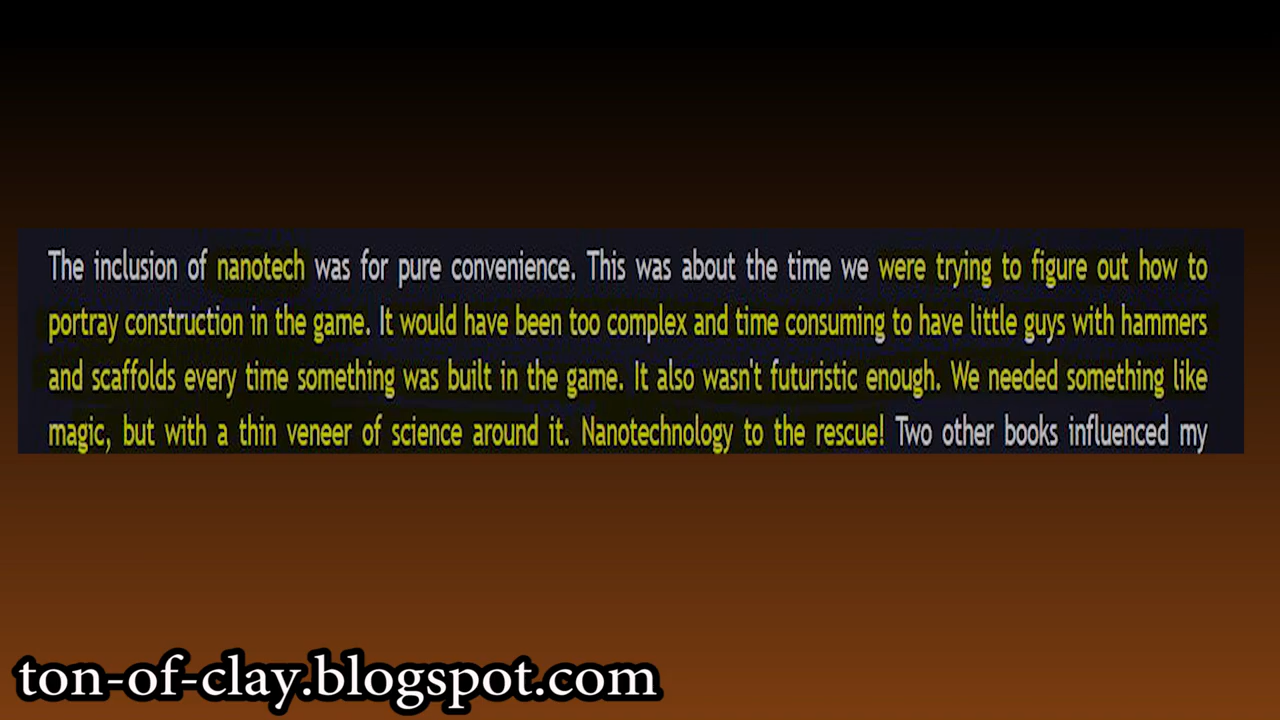 The inclusion of nanotech was for pure convenience. This was about the time we were trying to figure out how to
portray construction in the game. It would have been too complex and time consuming to have little guys with hammers
and scaffolds every time something was built in the game. It also wasn't futuristic enough. We needed something like
magic, but with a thin veneer of science around it. Nanotechnology to the rescue! Two other books influenced my
ton-of-clay.blogspot.com